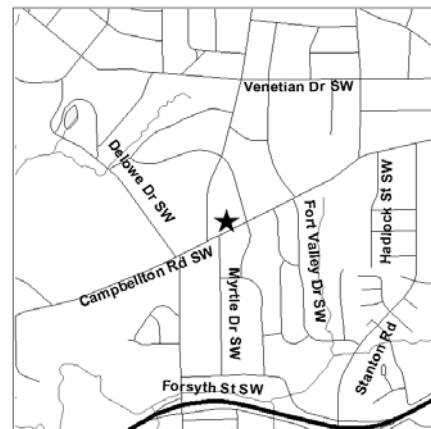 Venetian Dr SW
Delowe Dr SW
Hadlock St SW
Fort Valley Dr SW
Campbellton Rd SW
Myrtle Dr SW
Stanton Rd
Forsyth St SW